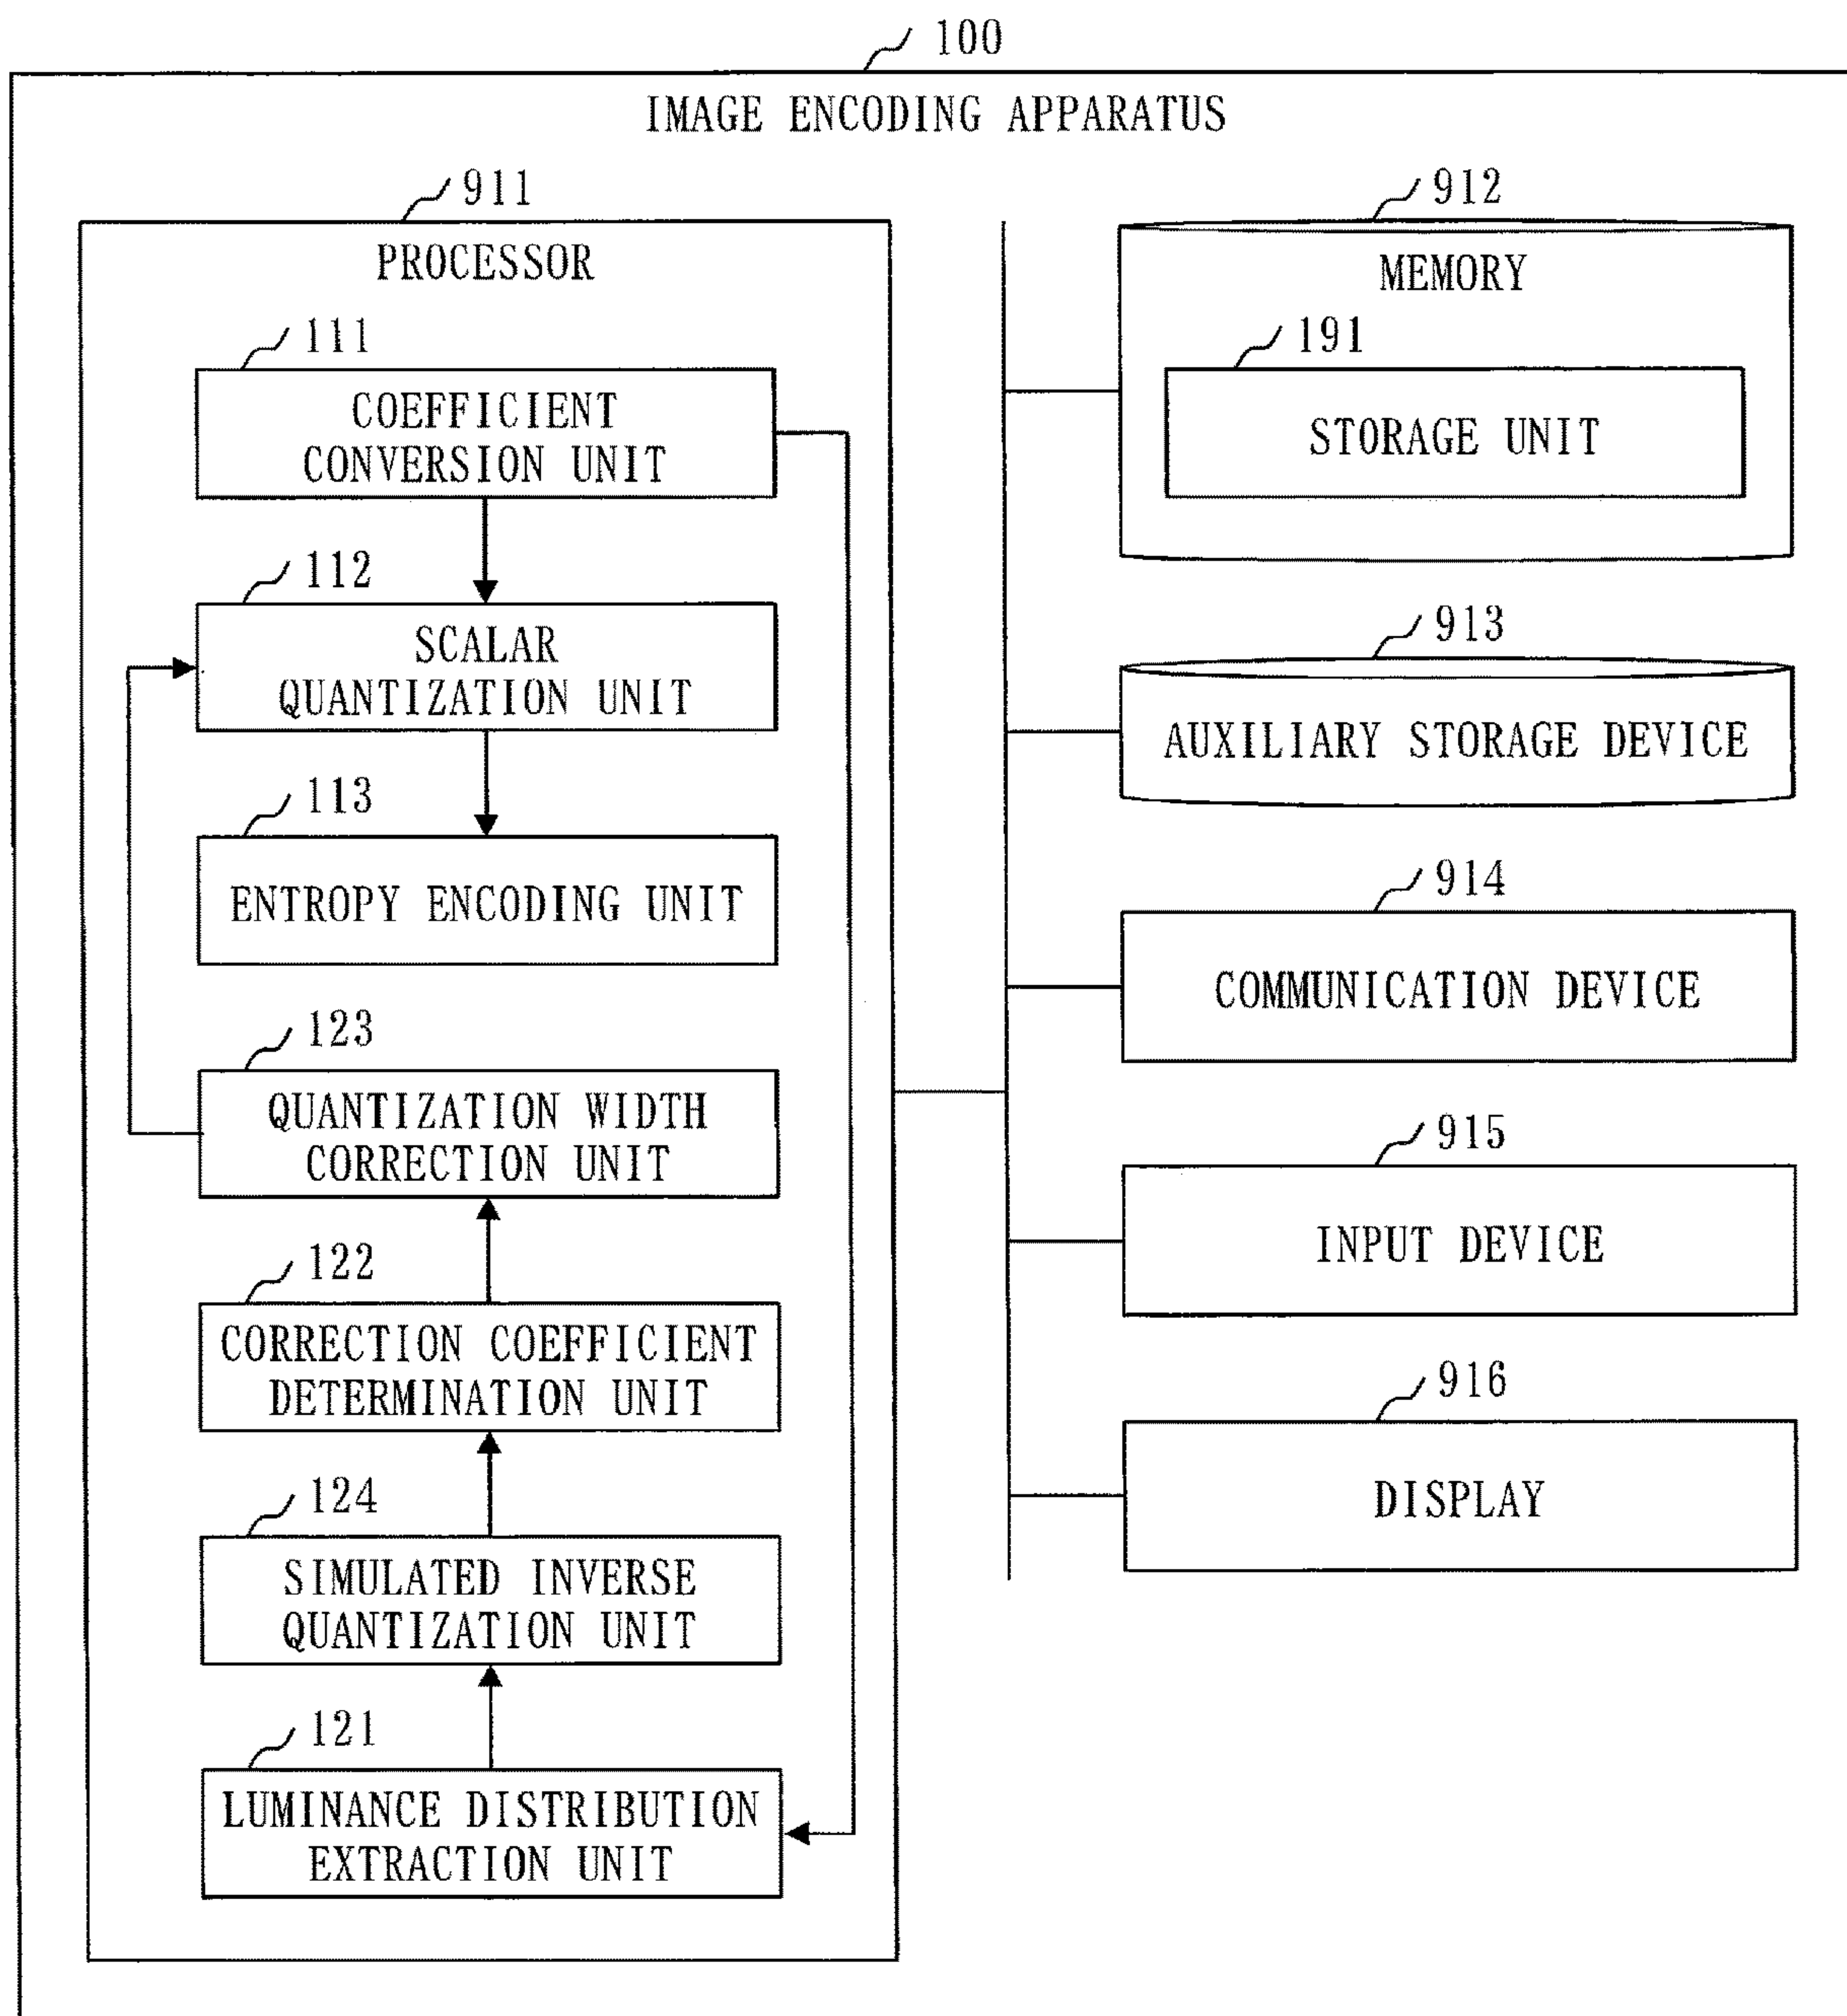 100
IMAGE ENCODING APPARATUS
911
PROCESSOR
111
COEFFICIENT
CONVERSION UNIT
112
SCALAR
QUANTIZATION UNIT
113
ENTROPY ENCODING UNIT
123
QUANTIZATION WIDTH
CORRECTION UNIT
122
CORRECTION COEFFICIENT
DETERMINATION UNIT
124
SIMULATED INVERSE
QUANTIZATION UNIT
121
LUMINANCE DISTRIBUTION
EXTRACTION UNIT
912
MEMORY
191
STORAGE UNIT
913
AUXILIARY STORAGE DEVICE
914
COMMUNICATION DEVICE
915
INPUT DEVICE
916
DISPLAY